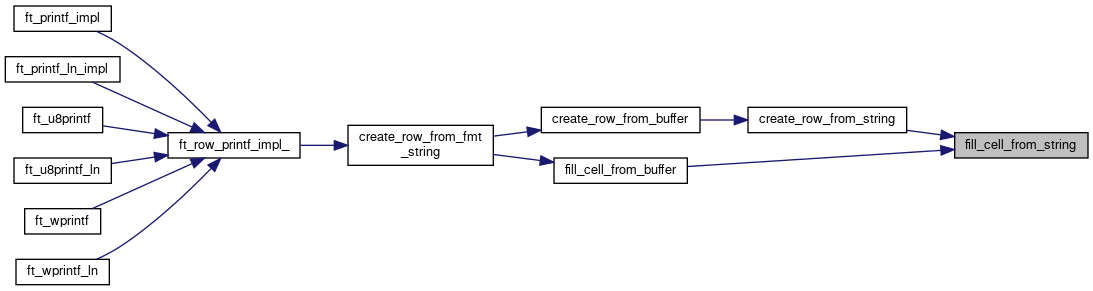 ft_printf_impl
ft_printf_ln_impl
ft_u8printf
ft_u8printf_ln
ft_wprintf
ft_wprintf_ln
ft_row_printf_impl_
create_row_from_fmt
_string
create_row_from_buffer
fill_cell_from_buffer
create_row_from_string
fill_cell_from_string